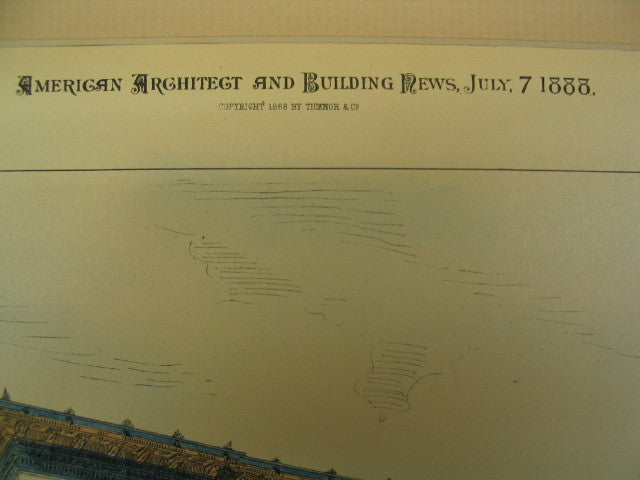 American Architect and Building News, July, 7 1888.
COPYRIGHT 1888 BY TICKNOR & Co